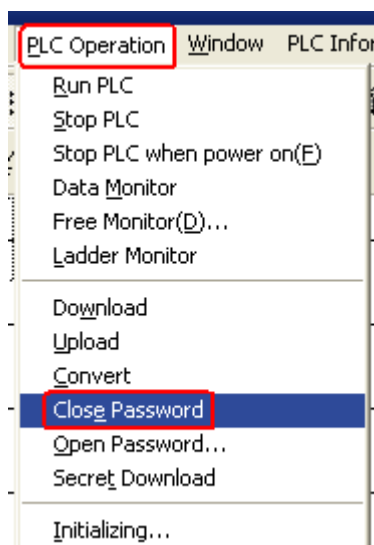 PLC Operation Window PLC Infor
Run PLC
Stop PLC
Stop PLC when power on(F)
Data Monitor
Free Monitor(D)...
Ladder Monitor
Download
Upload
Convert
Close Password
Open Password...
Secret Download
Initializing...